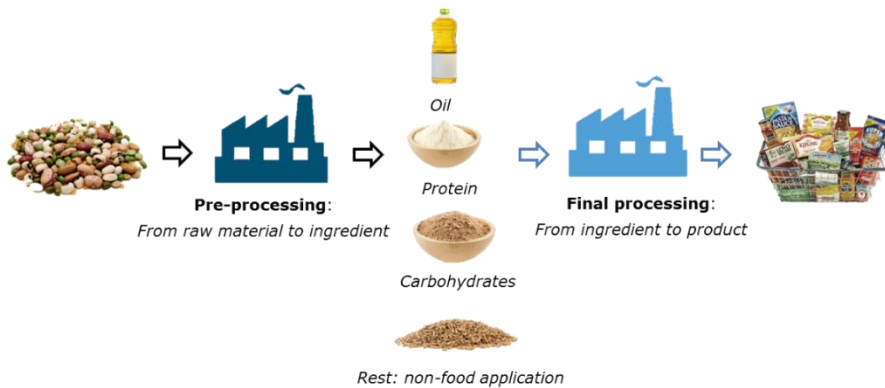 Oil
Protein
Pre-processing:
From raw material to ingredient
Final processing:
From ingredient to product
Carbohydrates
Rest: non-food application